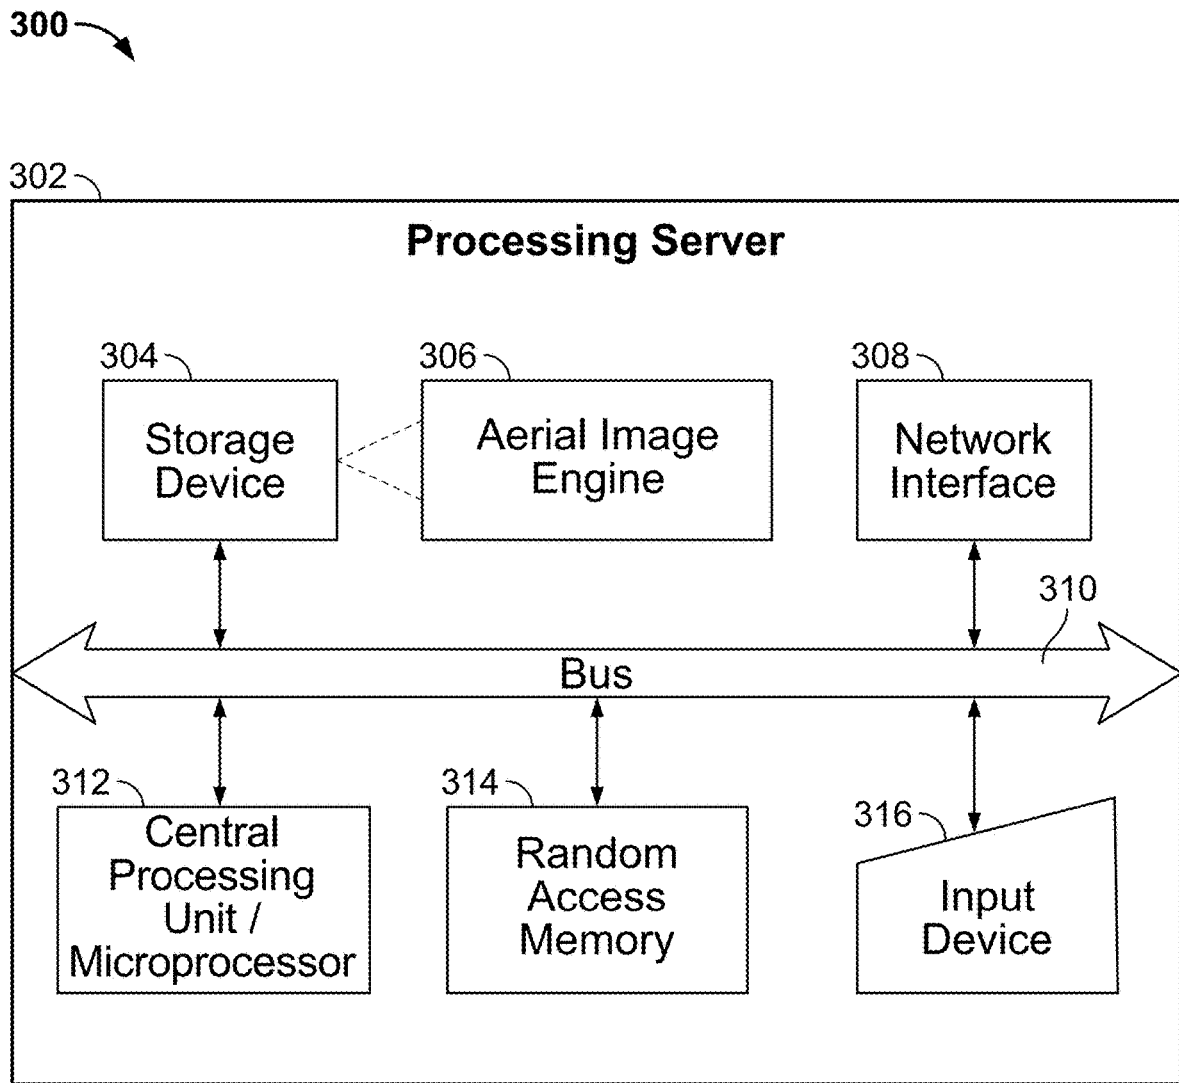 300
302
Processing Server
304
306
308
Storage
Device
Aerial Image
Engine
Network
Interface
310
Bus
312
314
316
Central
Processing
Unit /
Microprocessor
Random
Access
Memory
Input
Device